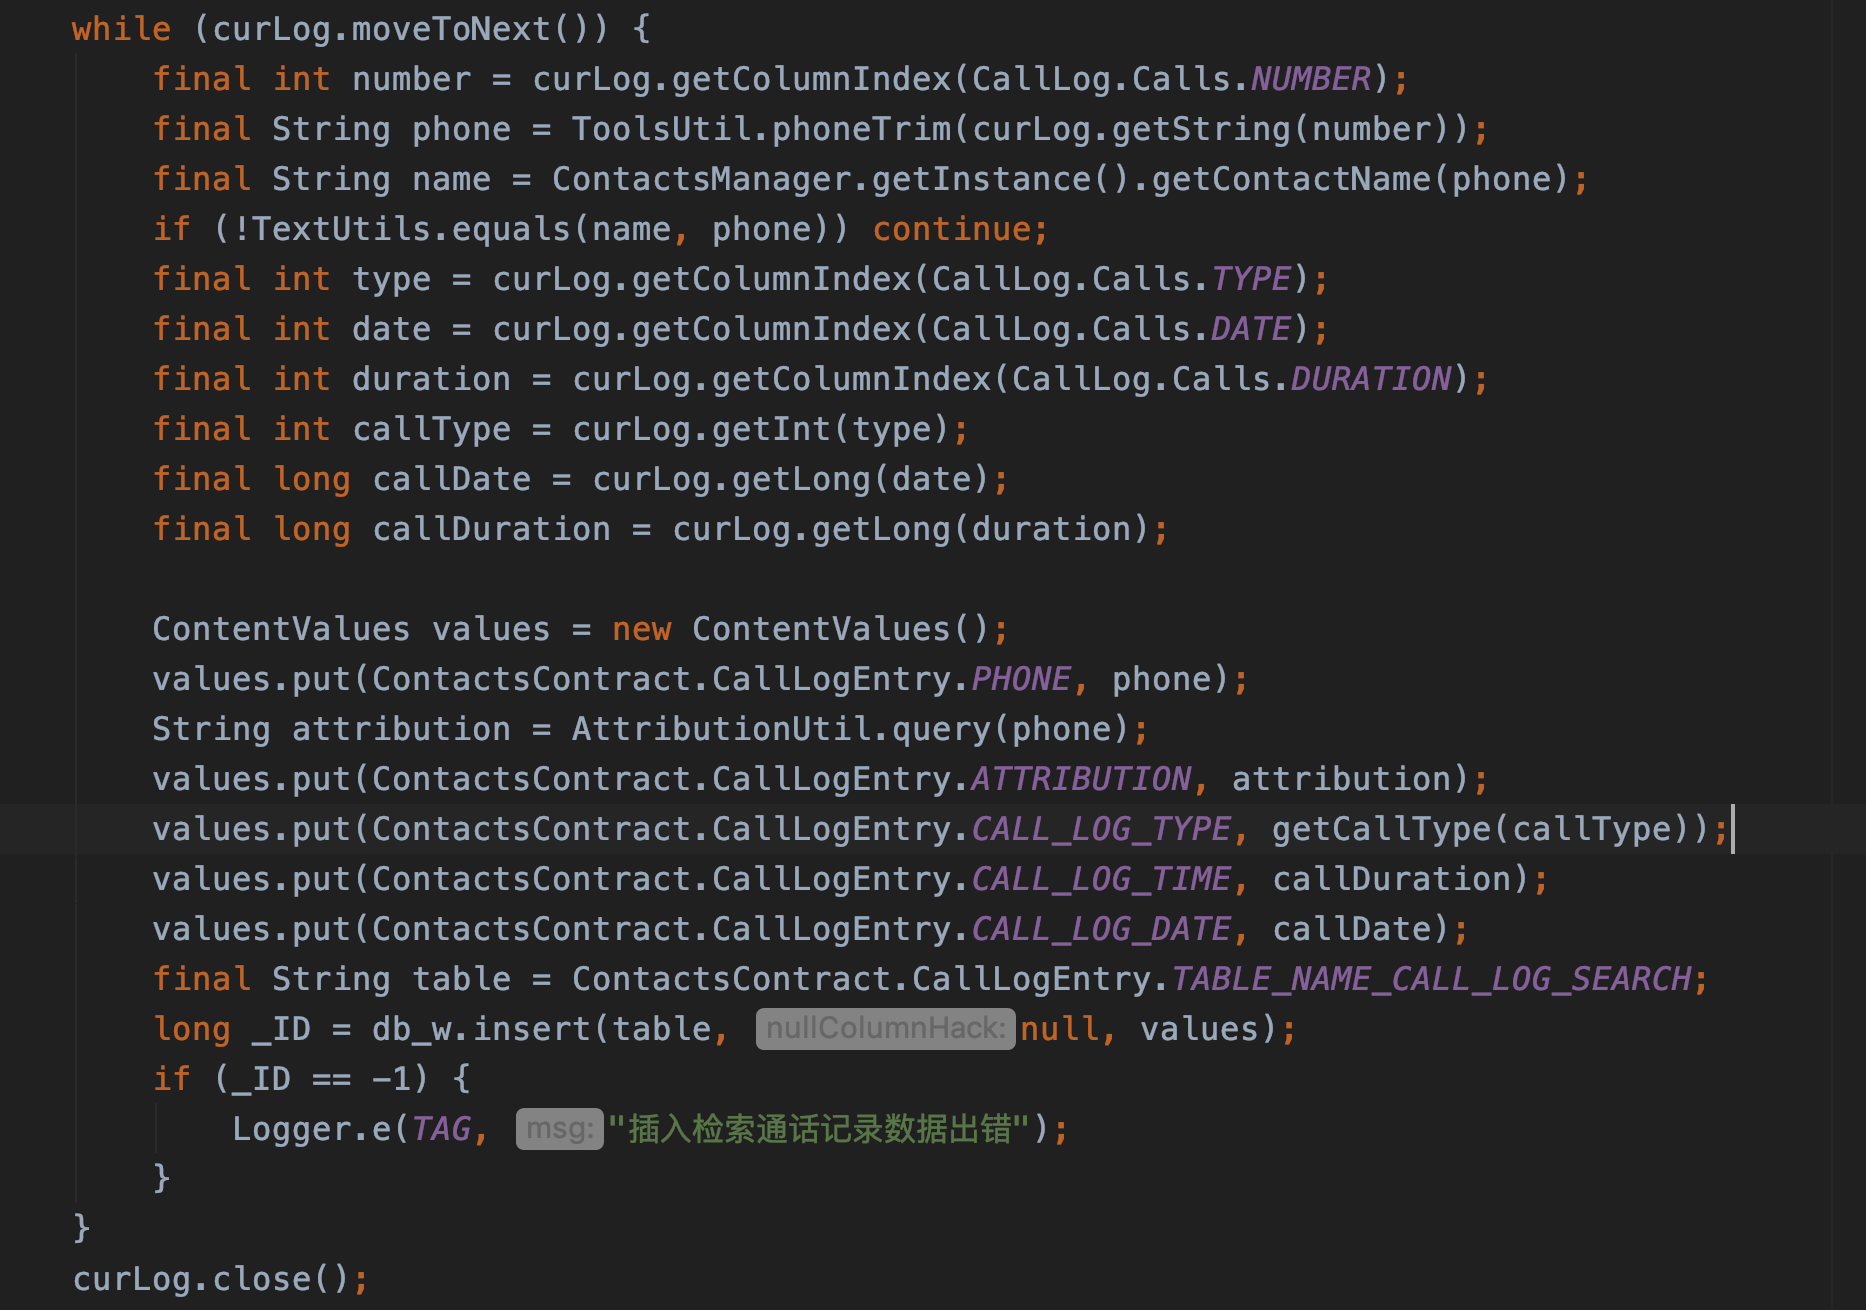 while (curLog.moveToNext()) {
final int number = curLog.getColumnIndex(CallLog.Calls.NUMBER);
final String phone = ToolsUtil.phoneTrim(curLog.getString(number));
final String name = ContactsManager.getInstance().getContactName(phone);
if (!TextUtils.equals(name, phone)) continue;
final int type = curLog.getColumnIndex(CallLog.Calls.TYPE);
final int date = curLog.getColumnIndex(CallLog.Calls.DATE);
final int duration = curLog.getColumnIndex(CallLog.Calls.DURATION);
final int callType = curLog.getInt(type);
final long callDate = curLog.getLong(date);
final long callDuration = curLog.getLong(duration);
ContentValues values = new ContentValues();
values.put(ContactsContract.CallLogEntry.PHONE, phone);
String attribution = AttributionUtil.query(phone);
values.put(ContactsContract.CallLogEntry.ATTRIBUTION, attribution);
values.put(ContactsContract.CallLogEntry.CALL_LOG_TYPE, getCallType(callType));
values.put(ContactsContract.CallLogEntry.CALL_LOG_TIME, callDuration);
values.put(ContactsContract.CallLogEntry.CALL_LOG_DATE, callDate);
final String table = ContactsContract.CallLogEntry.TABLE_NAME_CALL_LOG_SEARCH;
long _ID = db_w.insert(table, nullColumnHack: null, values);
if (_ID == -1) {
Logger.e(TAG, msg: "插入检索通话记录数据出错");
}
}
curLog.close();